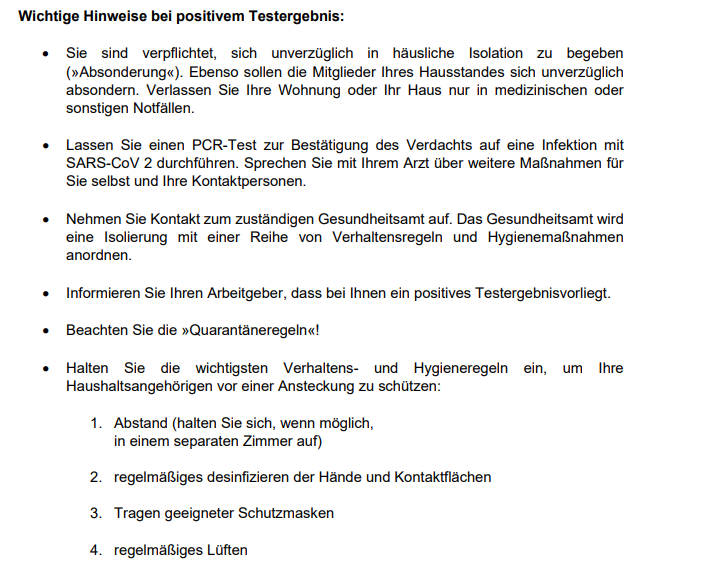 Wichtige Hinweise bei positivem Testergebnis:
• Sie sind verpflichtet, sich unverzüglich in häusliche Isolation zu begeben
(»Absonderung«). Ebenso sollen die Mitglieder Ihres Hausstandes sich unverzüglich
absondern. Verlassen Sie Ihre Wohnung oder Ihr Haus nur in medizinischen oder
sonstigen Notfällen.
• Lassen Sie einen PCR-Test zur Bestätigung des Verdachts auf eine Infektion mit
SARS-CoV 2 durchführen. Sprechen Sie mit Ihrem Arzt über weitere Maßnahmen für
Sie selbst und Ihre Kontaktpersonen.
• Nehmen Sie Kontakt zum zuständigen Gesundheitsamt auf. Das Gesundheitsamt wird
eine Isolierung mit einer Reihe von Verhaltensregeln und Hygienemaßnahmen
anordnen.
• Informieren Sie Ihren Arbeitgeber, dass bei Ihnen ein positives Testergebnisvorliegt.
• Beachten Sie die »Quarantäneregeln«!
• Halten Sie die wichtigsten Verhaltens- und Hygieneregeln ein, um Ihre
Haushaltsangehörigen vor einer Ansteckung zu schützen:
1. Abstand (halten Sie sich, wenn möglich,
in einem separaten Zimmer auf)
2. regelmäßiges desinfizieren der Hände und Kontaktflächen
3. Tragen geeigneter Schutzmasken
4. regelmäßiges Lüften